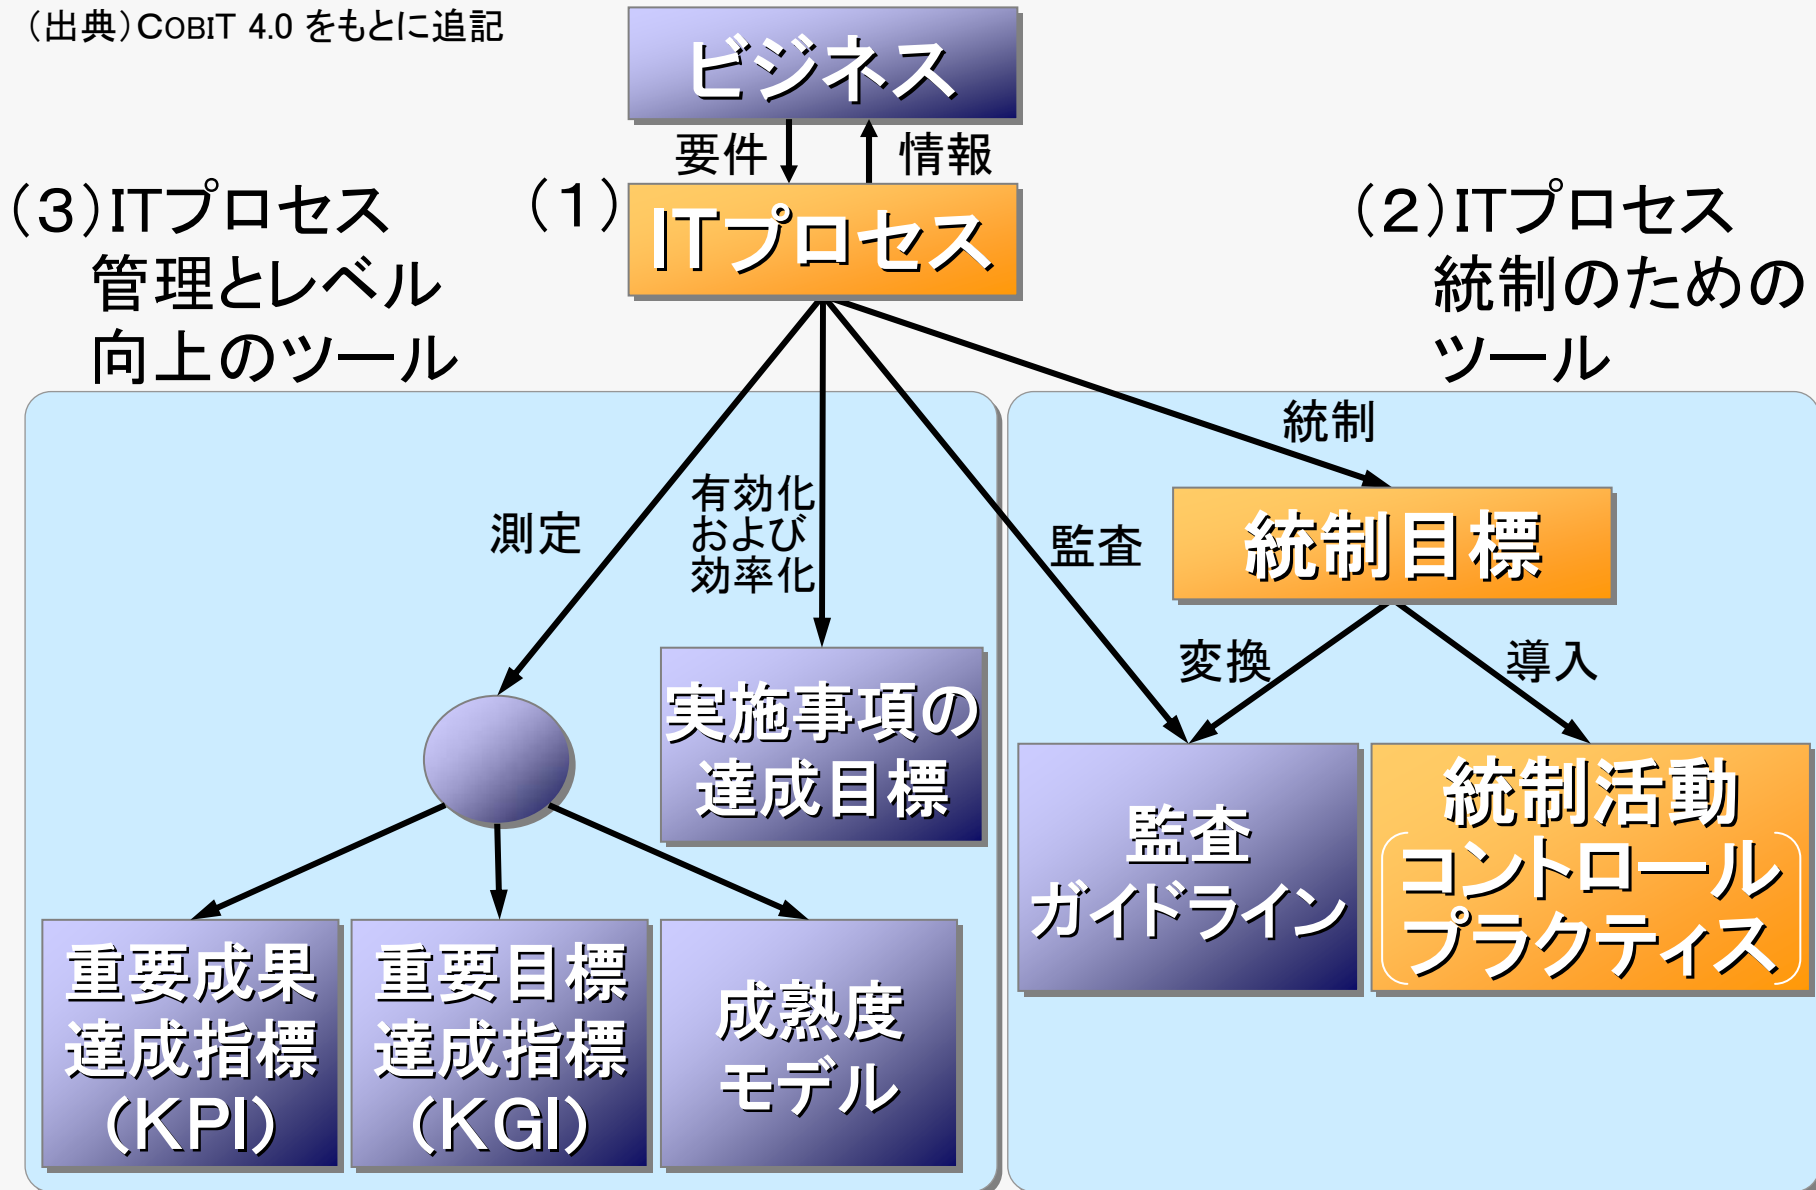 （出典）COBIT 4.0 をもとに追記
ビジネス
要件
情報
（3）ITプロセス
管理とレベル
向上のツール
（1）
ITプロセス
（2）ITプロセス
統制のための
ツール
統制
有効化
および
効率化
測定
監査
統制目標
変換
導入
実施事項の
達成目標
監査
ガイドライン
統制活動
コントロール
プラクティス
重要成果
達成指標
（KPI）
重要目標
達成指標
（KGI）
成熟度
モデル